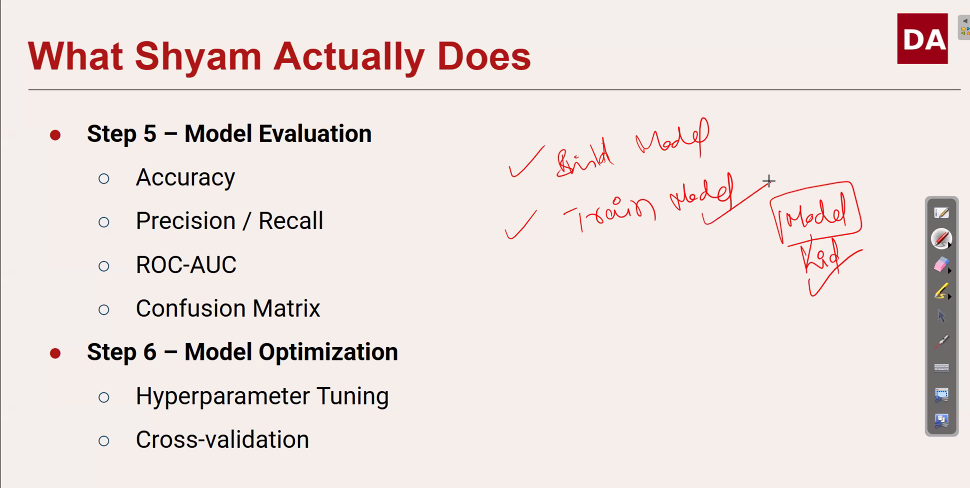 What Shyam Actually Does
DA
Step 5 – Model Evaluation
Accuracy
Precision / Recall
ROC-AUC
Confusion Matrix
Step 6 – Model Optimization
Hyperparameter Tuning
Cross-validation
Build Model
Train Model
Model
Kid